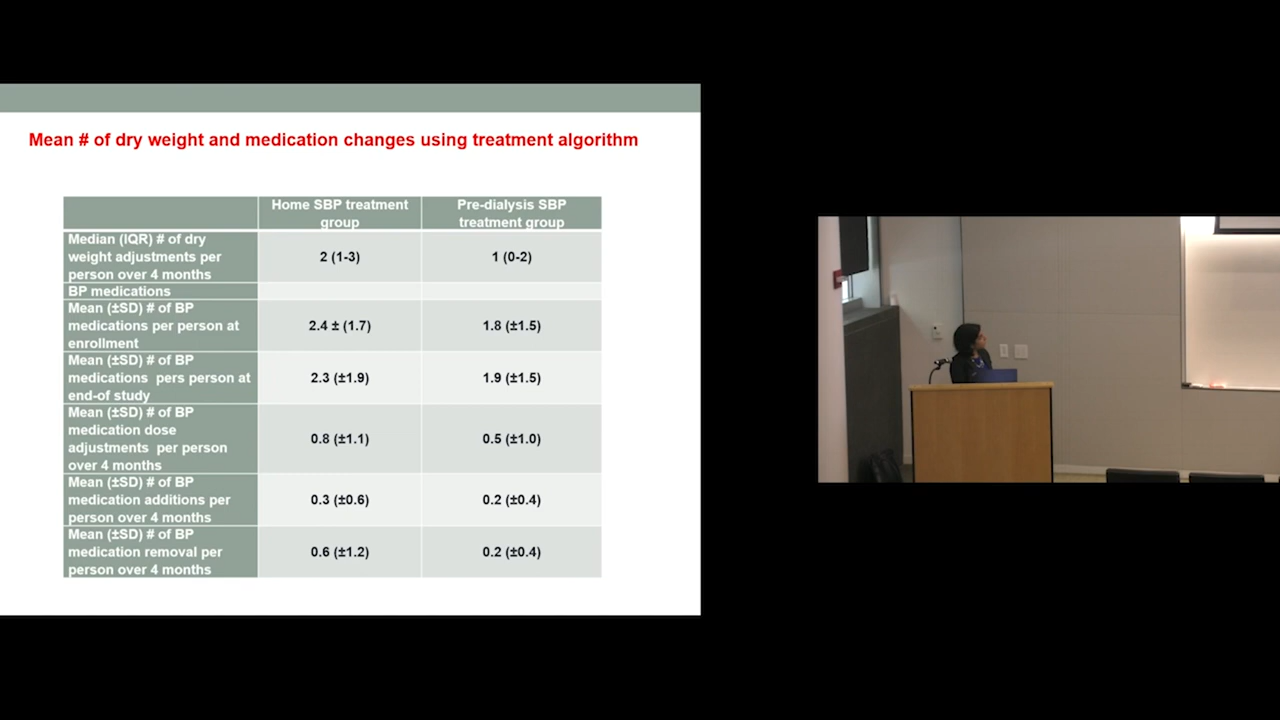 Mean # of dry weight and medication changes using treatment algorithm
Home SBP treatment
group
Pre-dialysis SBP
treatment group
Median (IQR) # of dry
weight adjustments per
person over 4 months
2 (1-3)
1 (0-2)
BP medications
Mean (±SD) # of BP
medications per person at
enrollment
2.4 ± (1.7)
1.8 (±1.5)
Mean (±SD) # of BP
medications pers person at
end-of study
2.3 (±1.9)
1.9 (±1.5)
Mean (±SD) # of BP
medication dose
adjustments per person
over 4 months
0.8 (±1.1)
0.5 (±1.0)
Mean (±SD) # of BP
medication additions per
person over 4 months
0.3 (±0.6)
0.2 (±0.4)
Mean (±SD) # of BP
medication removal per
person over 4 months
0.6 (±1.2)
0.2 (±0.4)